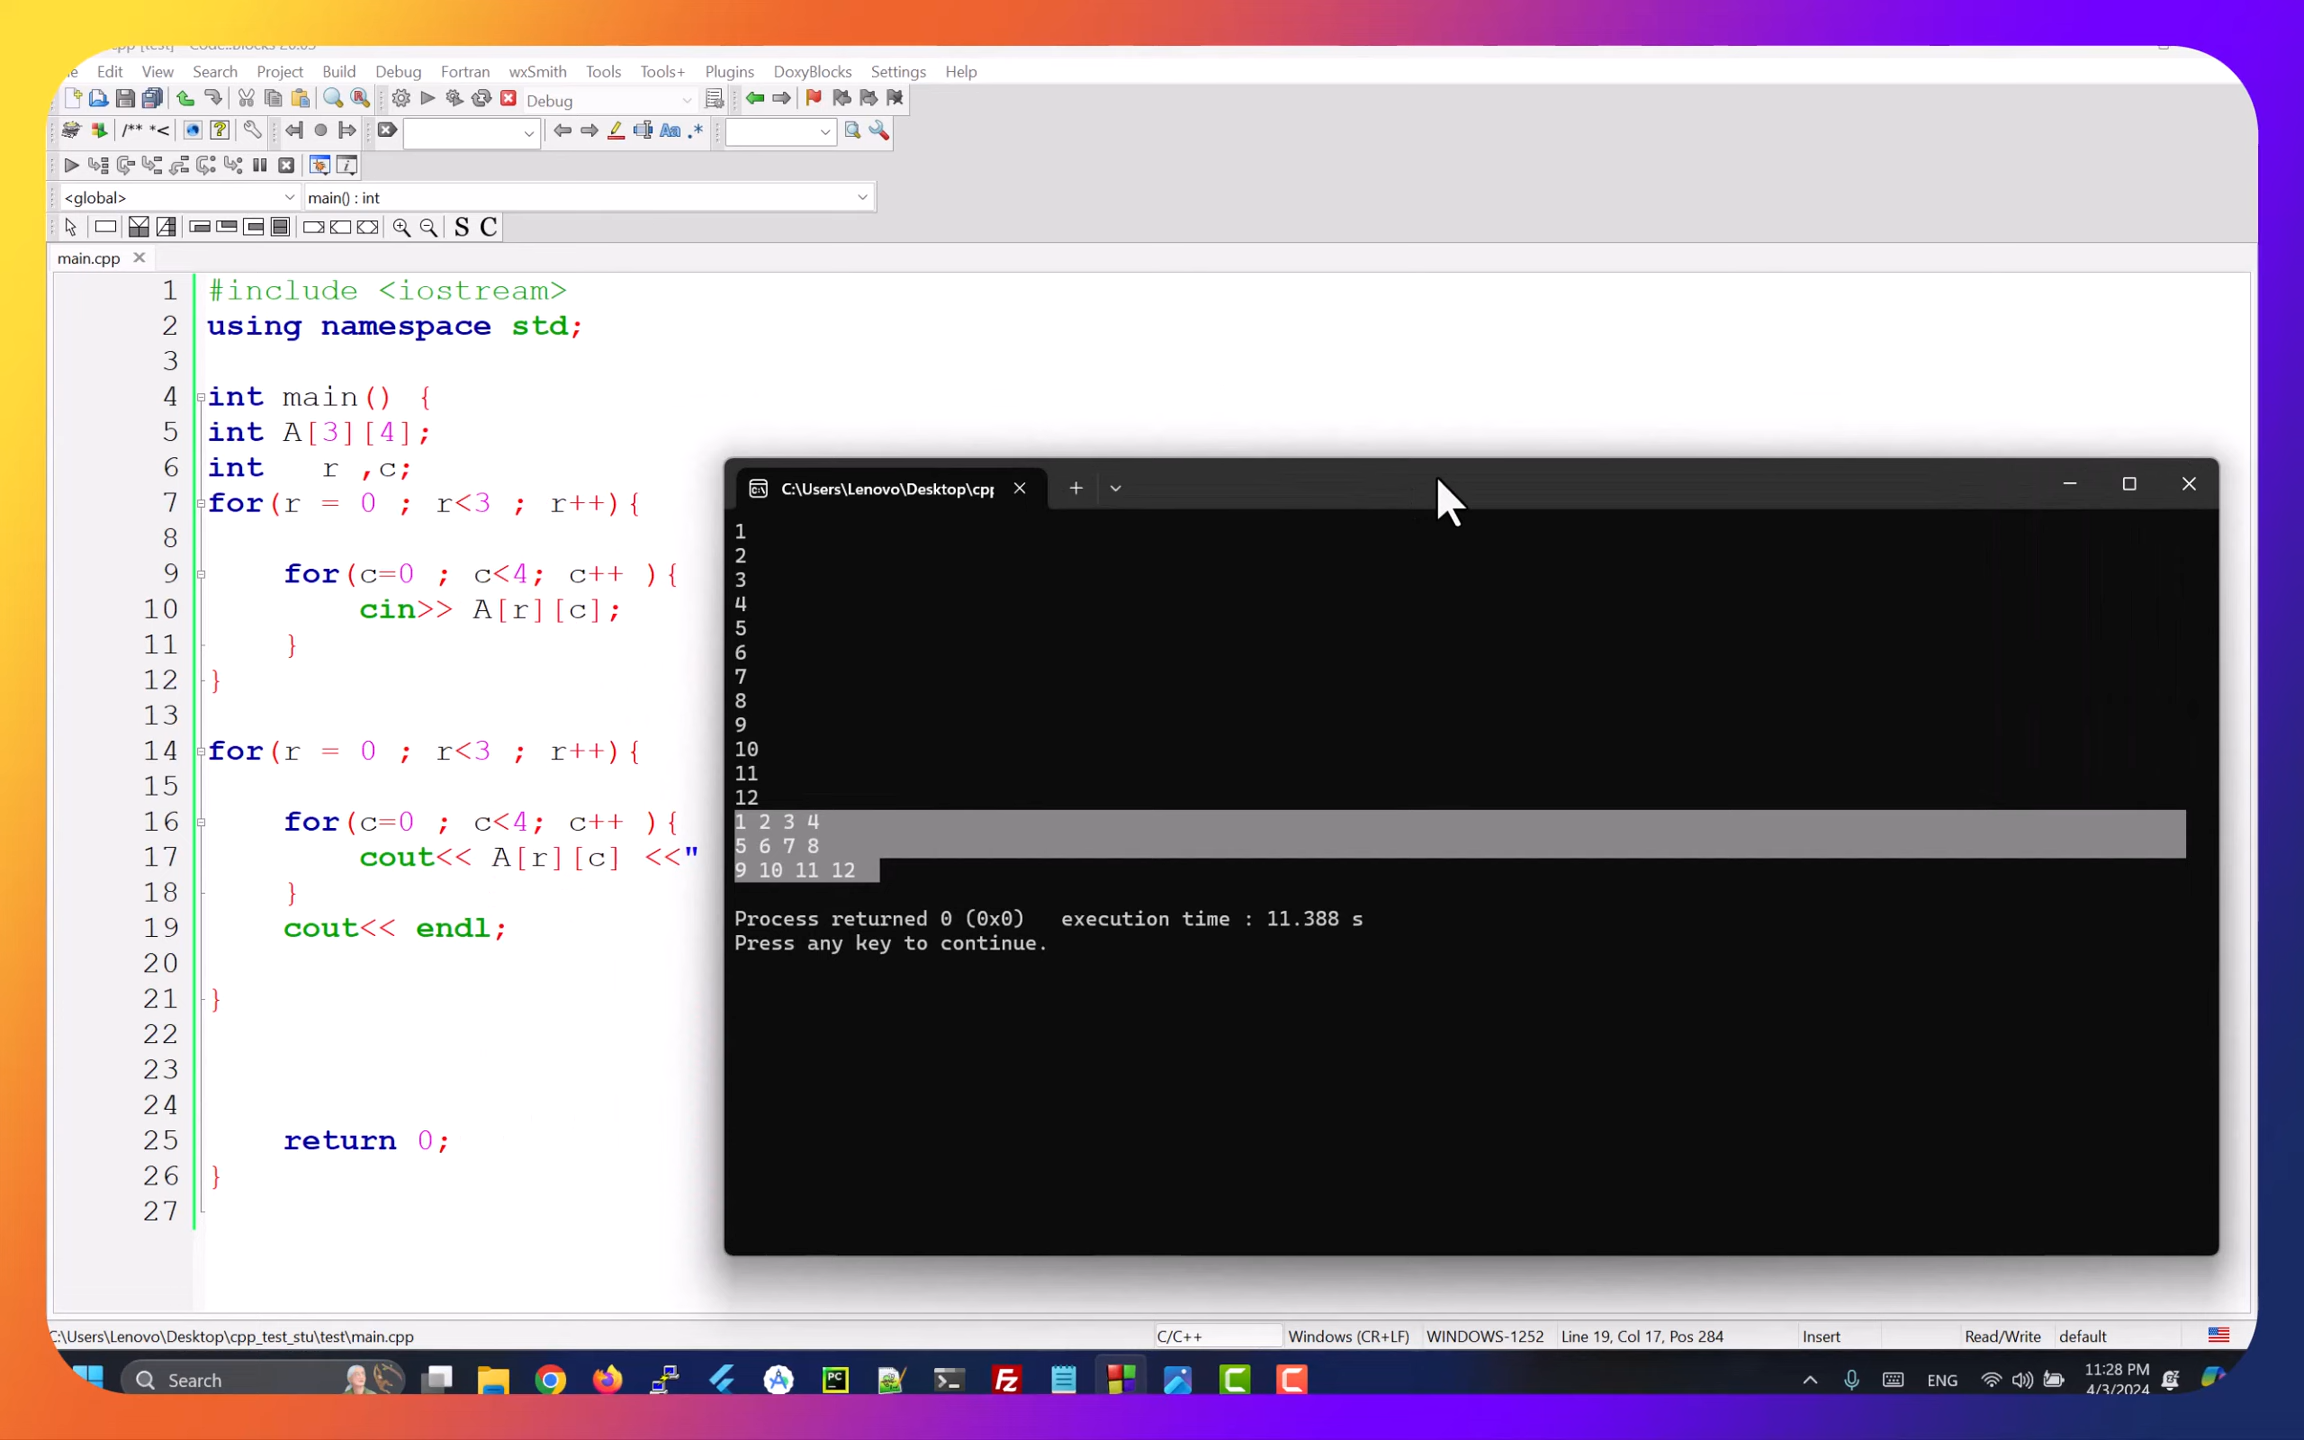 Edit View Search Project Build Debug Fortran wxSmith Tools Tools+ Plugins DoxyBlocks Settings Help
Debug
/** *<
Aa .*
<global> main() : int
S C
main.cpp
1 #include <iostream>
2 using namespace std;
3
4 int main() {
5 int A[3][4];
6 int r ,c;
7 for(r = 0 ; r<3 ; r++){
8
9 for(c=0 ; c<4; c++ ){
10 cin>> A[r][c];
11 }
12 }
13
14 for(r = 0 ; r<3 ; r++){
15
16 for(c=0 ; c<4; c++ ){
17 cout<< A[r][c] <<"
18 }
19 cout<< endl;
20
21 }
22
23
24
25 return 0;
26 }
27
C:\Users\Lenovo\Desktop\cpp
1
2
3
4
5
6
7
8
9
10
11
12
1 2 3 4
5 6 7 8
9 10 11 12
Process returned 0 (0x0) execution time : 11.388 s
Press any key to continue.
C:\Users\Lenovo\Desktop\cpp_test_stu\test\main.cpp C/C++ Windows (CR+LF) WINDOWS-1252 Line 19, Col 17, Pos 284 Insert Read/Write default
Search PC Fz ENG 11:28 PM
4/3/2024